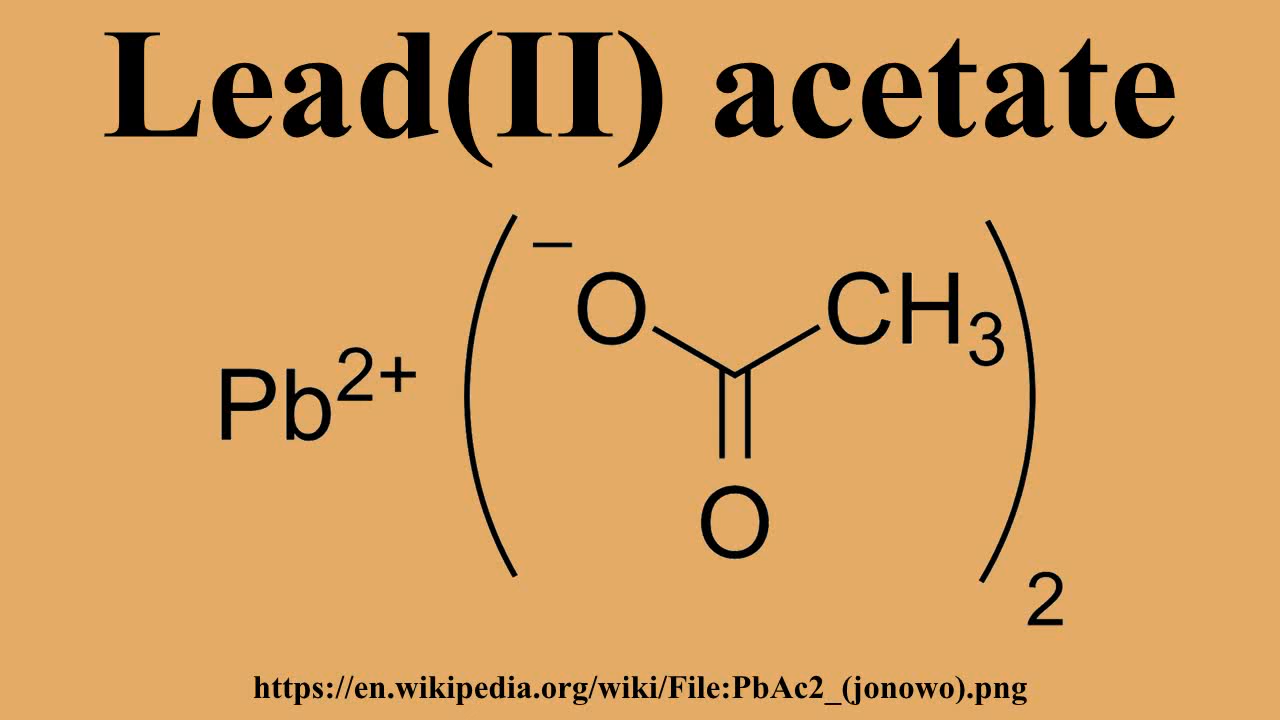 Lead(II) acetate
Pb2+ ( −O CH3 O )2
https://en.wikipedia.org/wiki/File:PbAc2_(jonowo).png